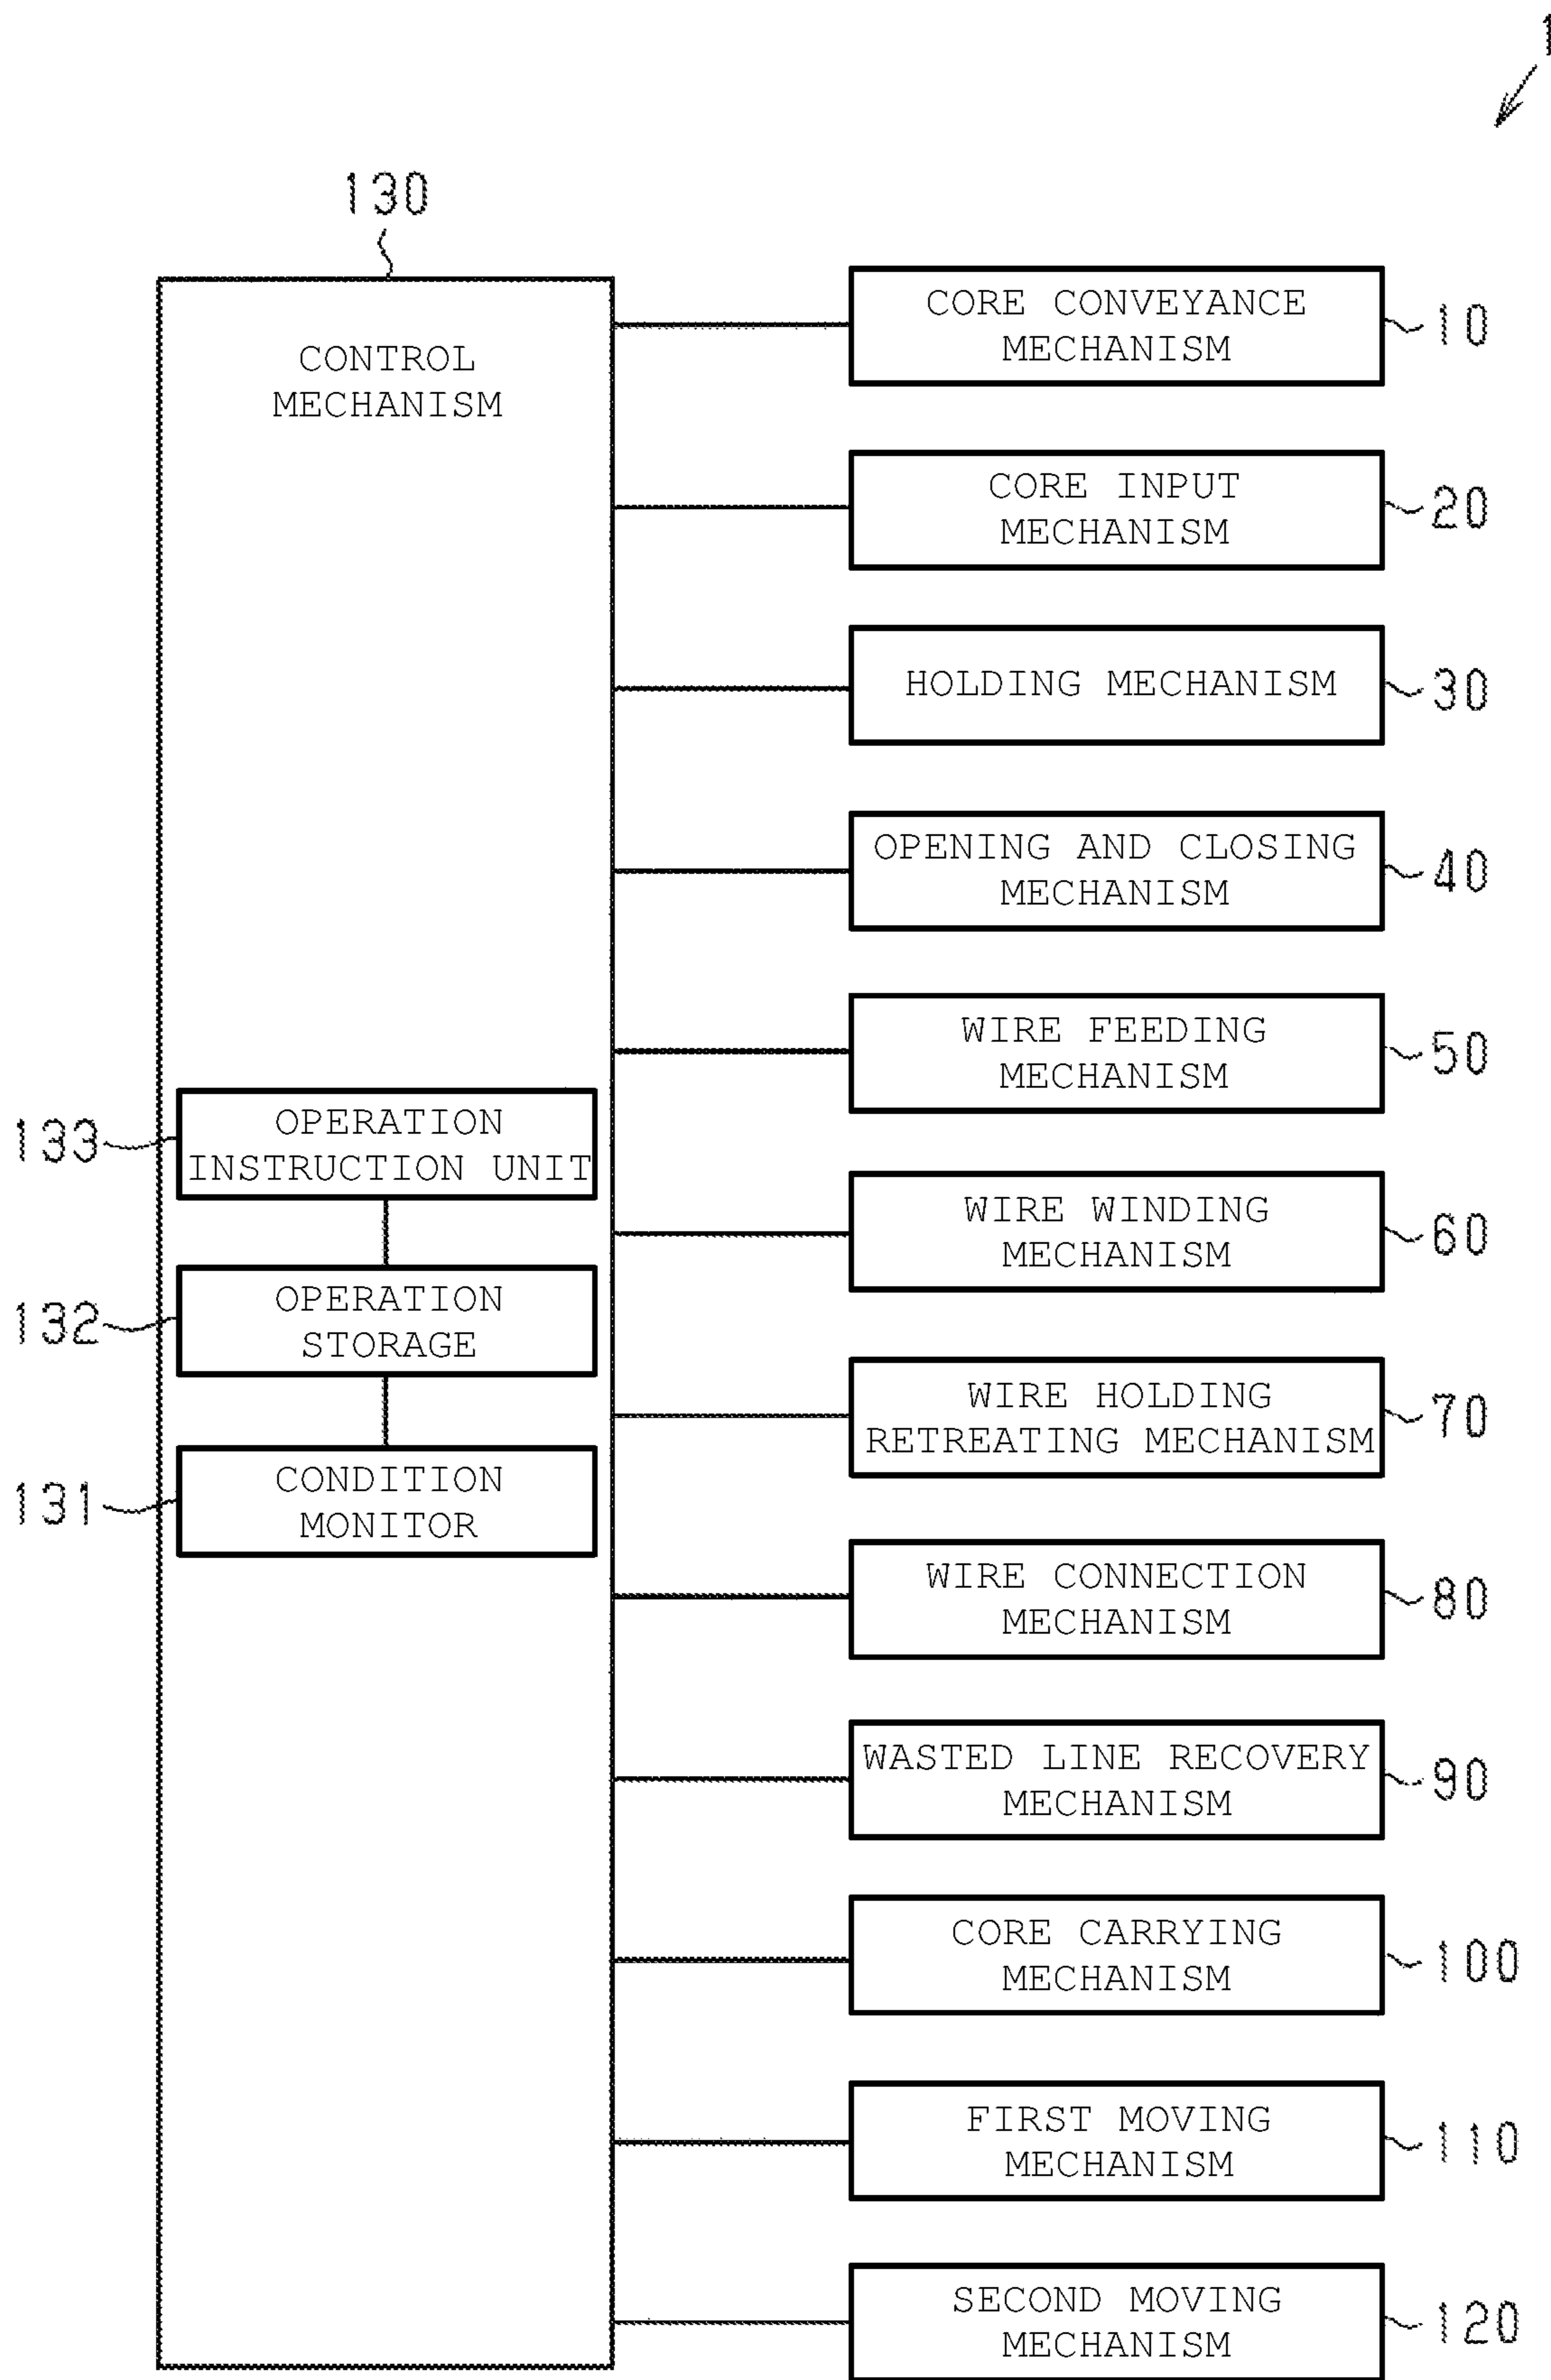 1
130
CONTROL
MECHANISM
133
OPERATION
INSTRUCTION UNIT
132
OPERATION
STORAGE
131
CONDITION
MONITOR
CORE CONVEYANCE
MECHANISM
10
CORE INPUT
MECHANISM
20
HOLDING MECHANISM
30
OPENING AND CLOSING
MECHANISM
40
WIRE FEEDING
MECHANISM
50
WIRE WINDING
MECHANISM
60
WIRE HOLDING
RETREATING MECHANISM
70
WIRE CONNECTION
MECHANISM
80
WASTED LINE RECOVERY
MECHANISM
90
CORE CARRYING
MECHANISM
100
FIRST MOVING
MECHANISM
110
SECOND MOVING
MECHANISM
120